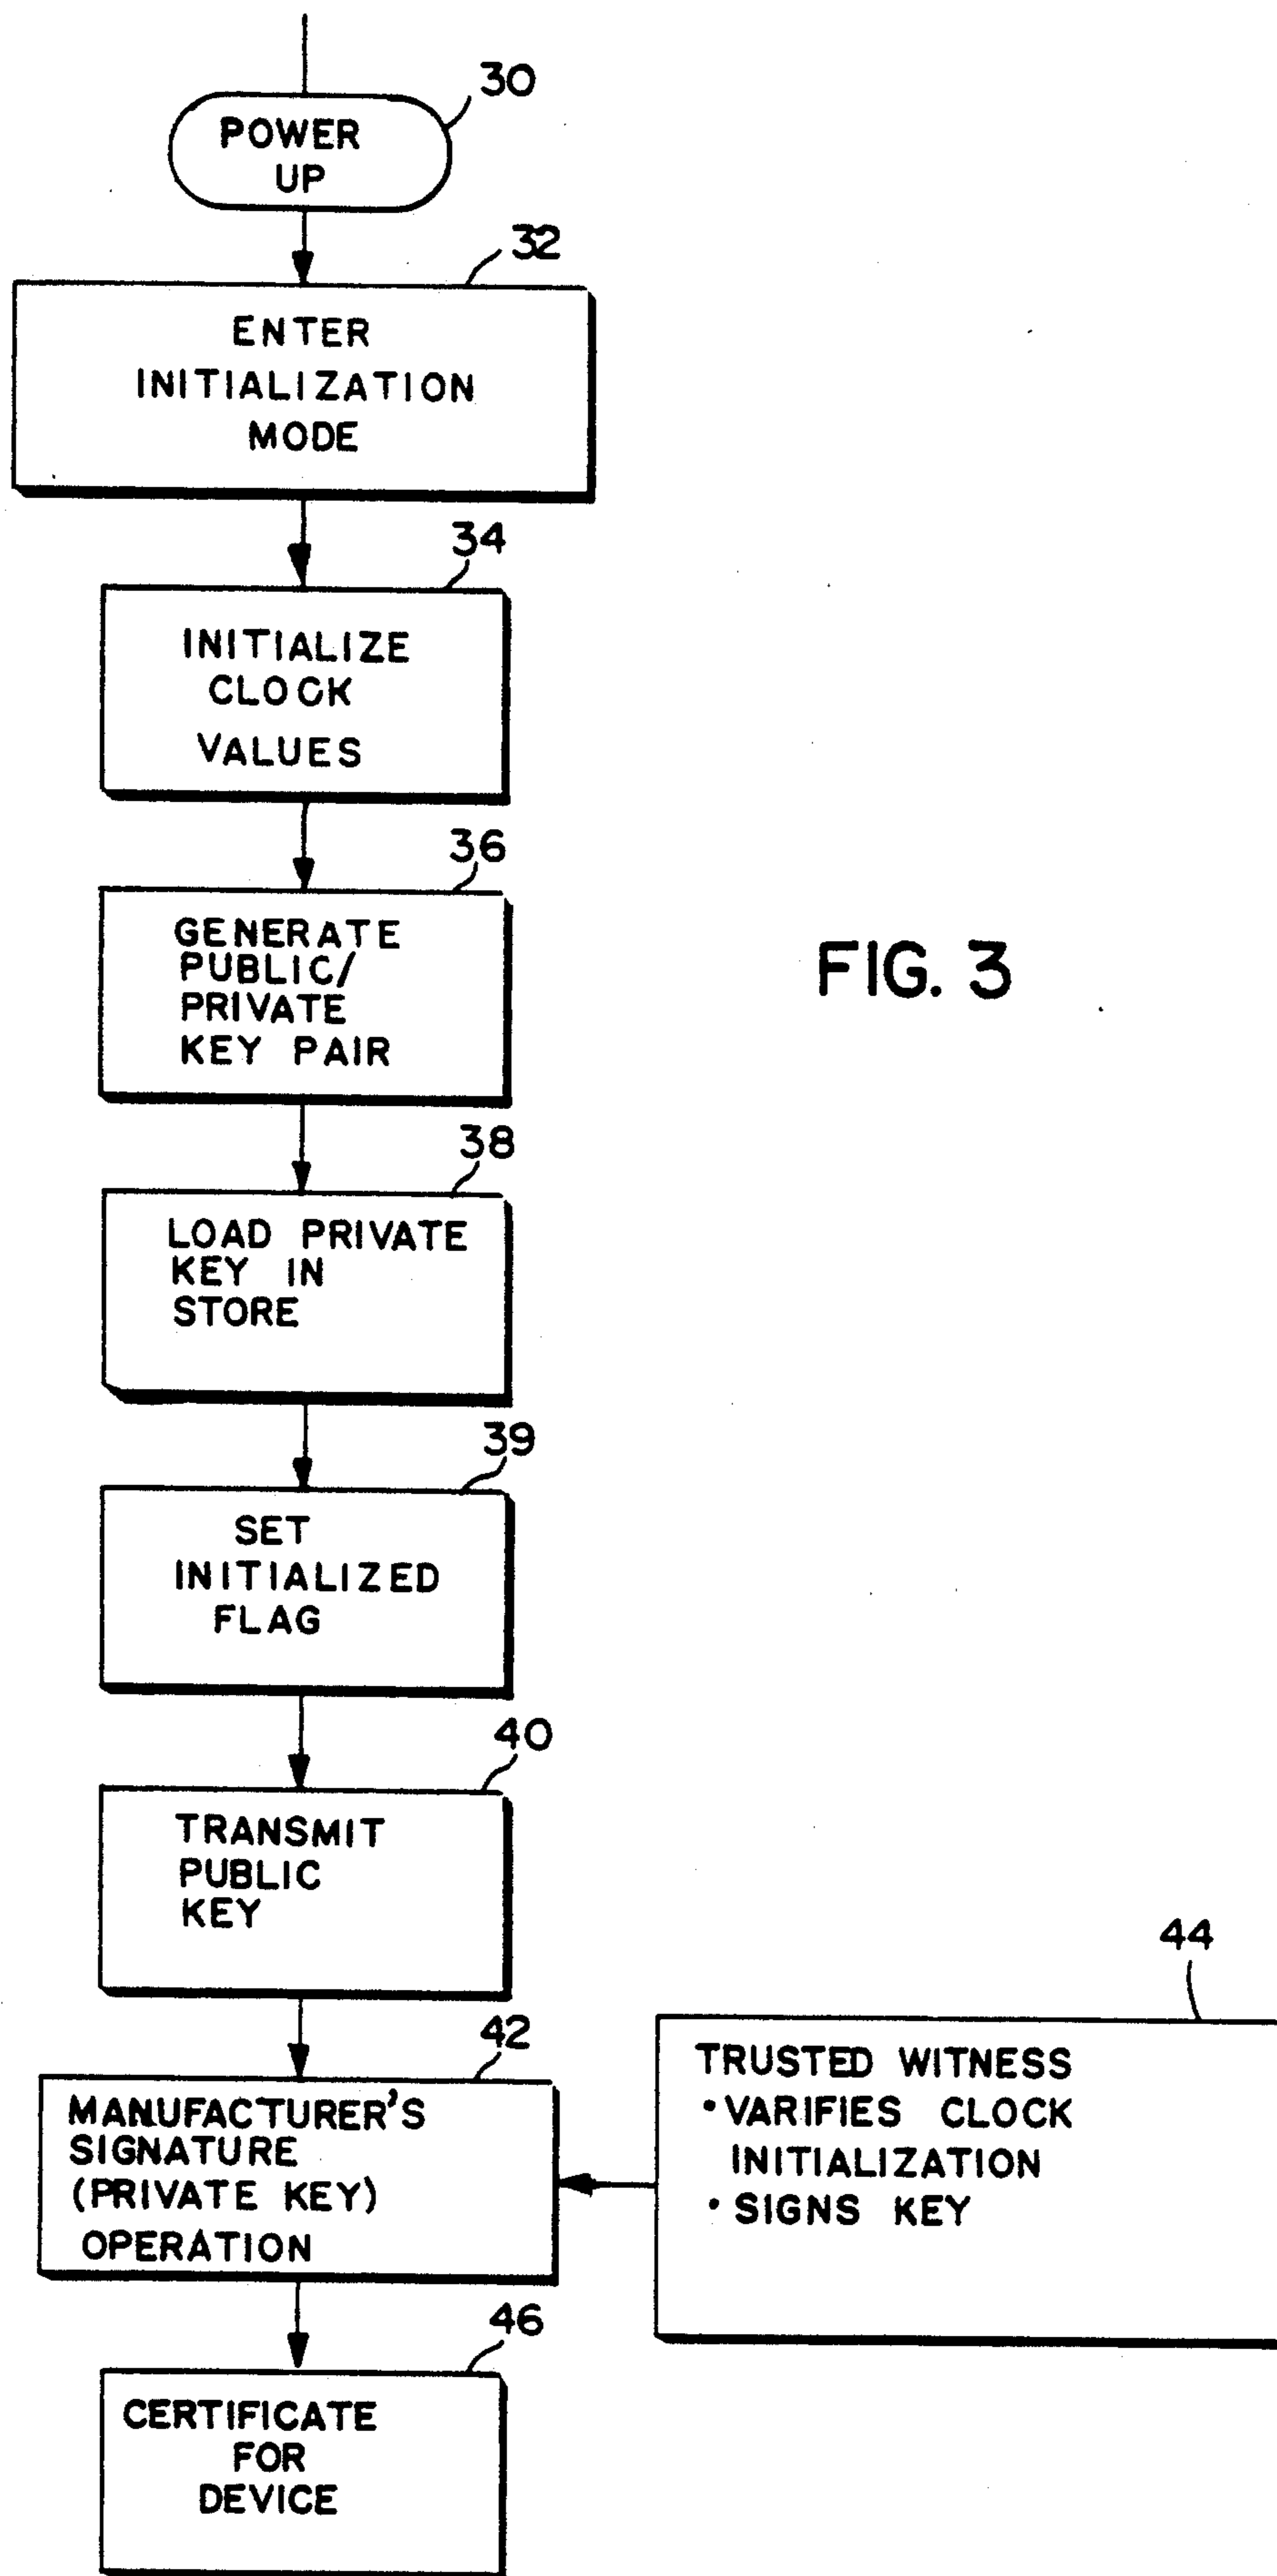 30
POWER
UP
32
ENTER
INITIALIZATION
MODE
34
INITIALIZE
CLOCK
VALUES
36
GENERATE
PUBLIC/
PRIVATE
KEY PAIR
FIG. 3
38
LOAD PRIVATE
KEY IN
STORE
39
SET
INITIALIZED
FLAG
40
TRANSMIT
PUBLIC
KEY
42
MANUFACTURER'S
SIGNATURE
(PRIVATE KEY)
OPERATION
44
TRUSTED WITNESS
• VARIFIES CLOCK
INITIALIZATION
• SIGNS KEY
46
CERTIFICATE
FOR
DEVICE